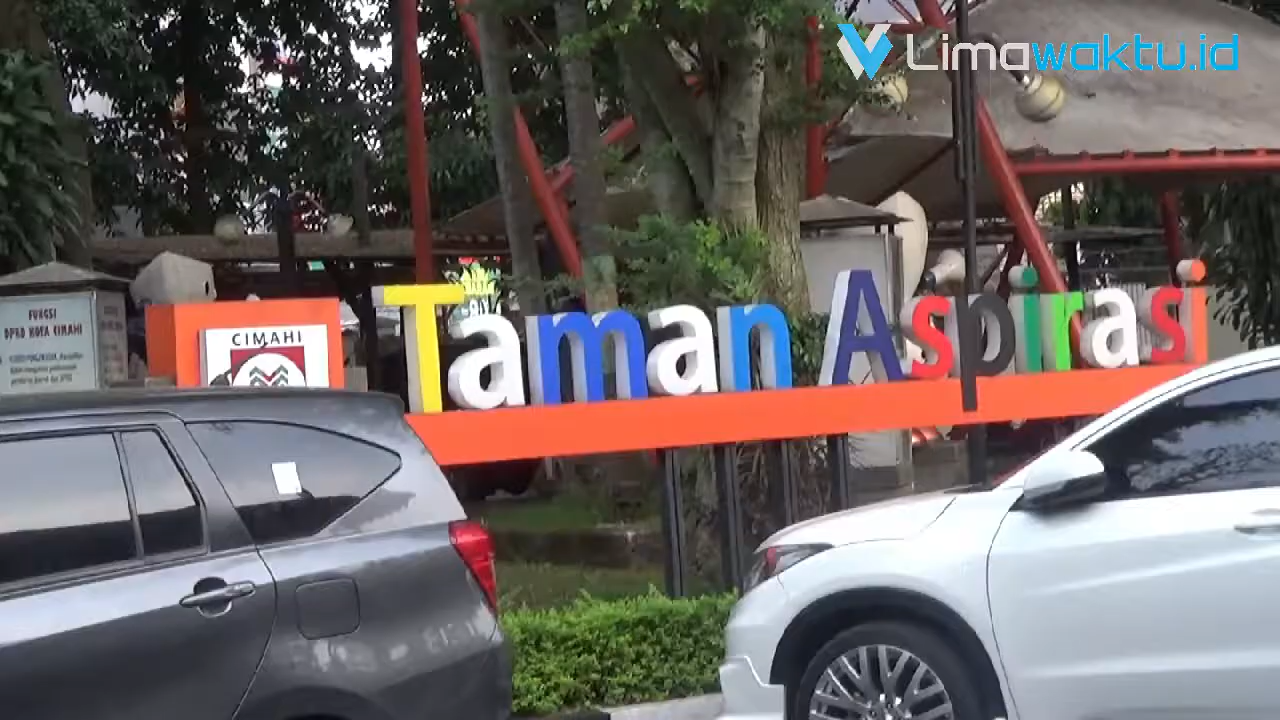 Limawaktu.id
CIMAHI
Taman Aspirasi
FUNGSI
DPRD KOTA CIMAHI